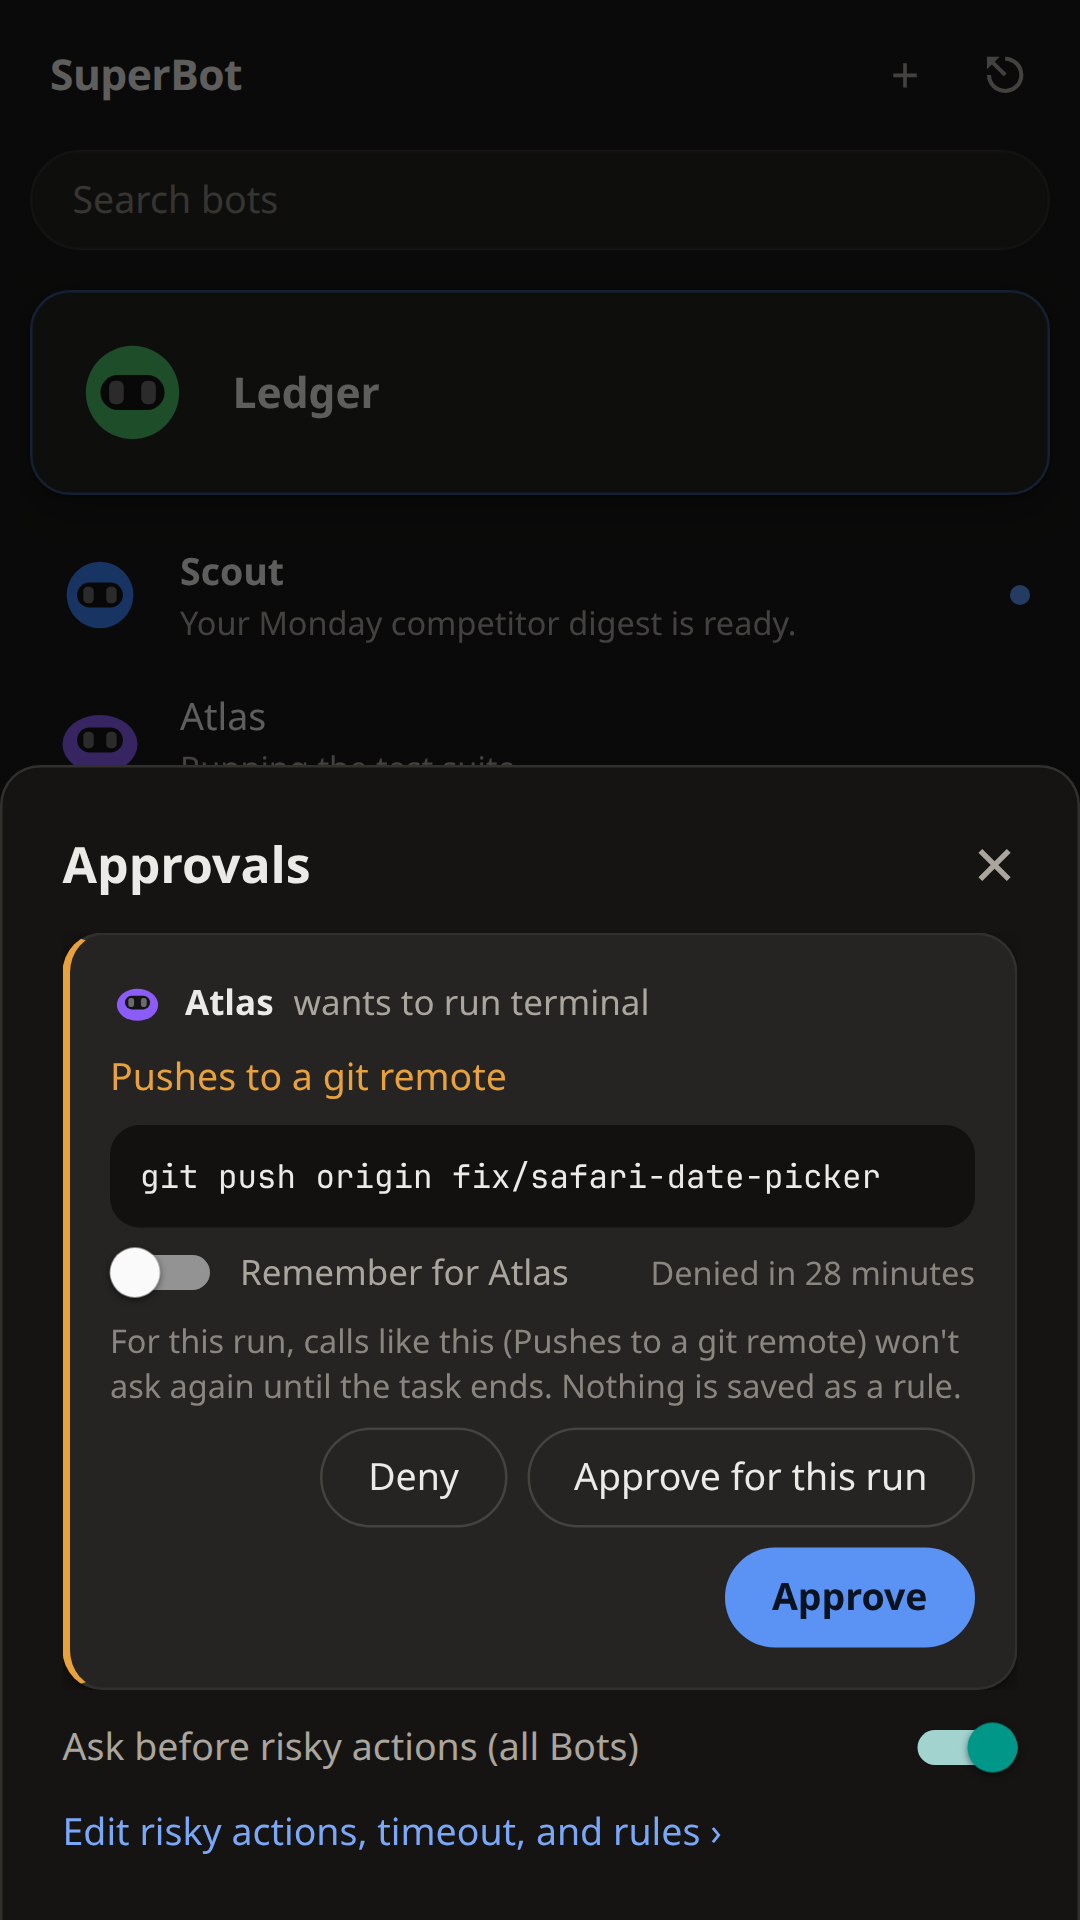 SuperBot
Search bots
Ledger
Scout
Your Monday competitor digest is ready.
Atlas
Running the test suite
Approvals
Atlas wants to run terminal
Pushes to a git remote
git push origin fix/safari-date-picker
Remember for Atlas
Denied in 28 minutes
For this run, calls like this (Pushes to a git remote) won't
ask again until the task ends. Nothing is saved as a rule.
Deny
Approve for this run
Approve
Ask before risky actions (all Bots)
Edit risky actions, timeout, and rules ›